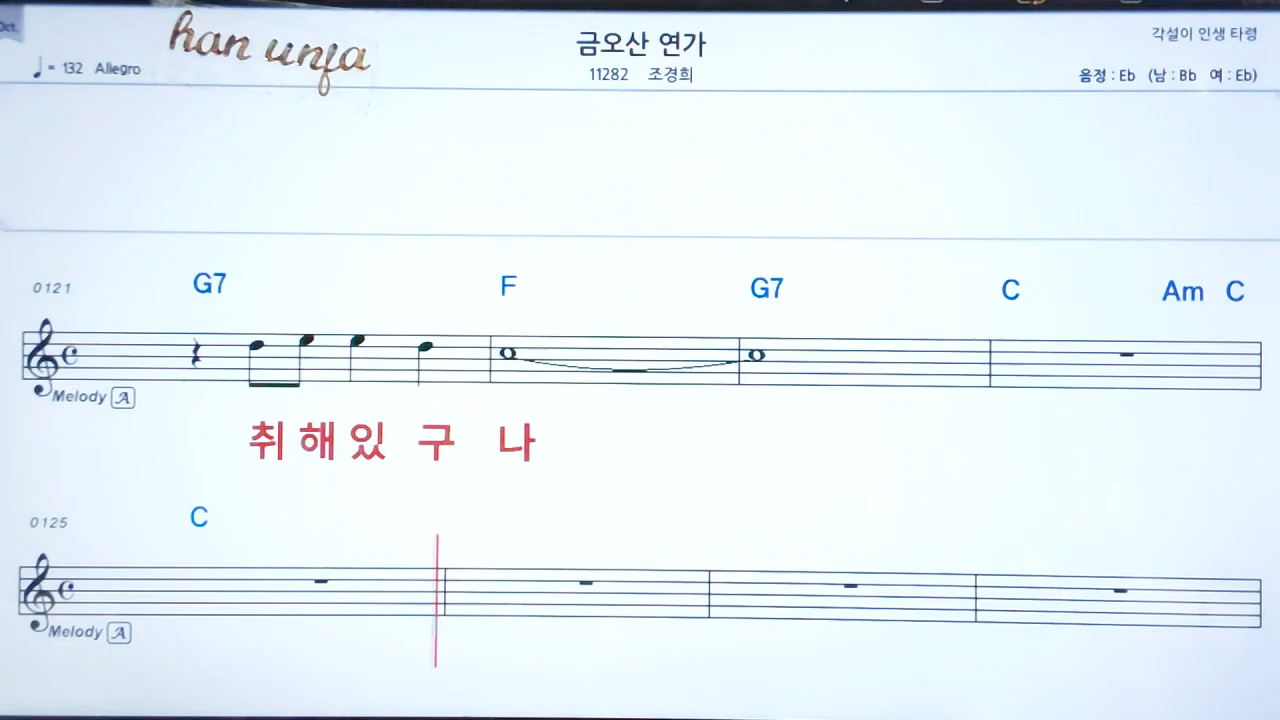 Oct.
han unfa
금오산 연가
각설이 인생 타령
♩= 132 Allegro
11282 조경희
음정 : Eb (남 : Bb 여 : Eb)
0121 G7 F G7 C Am C
Melody A
취 해 있 구 나
0125 C
Melody A